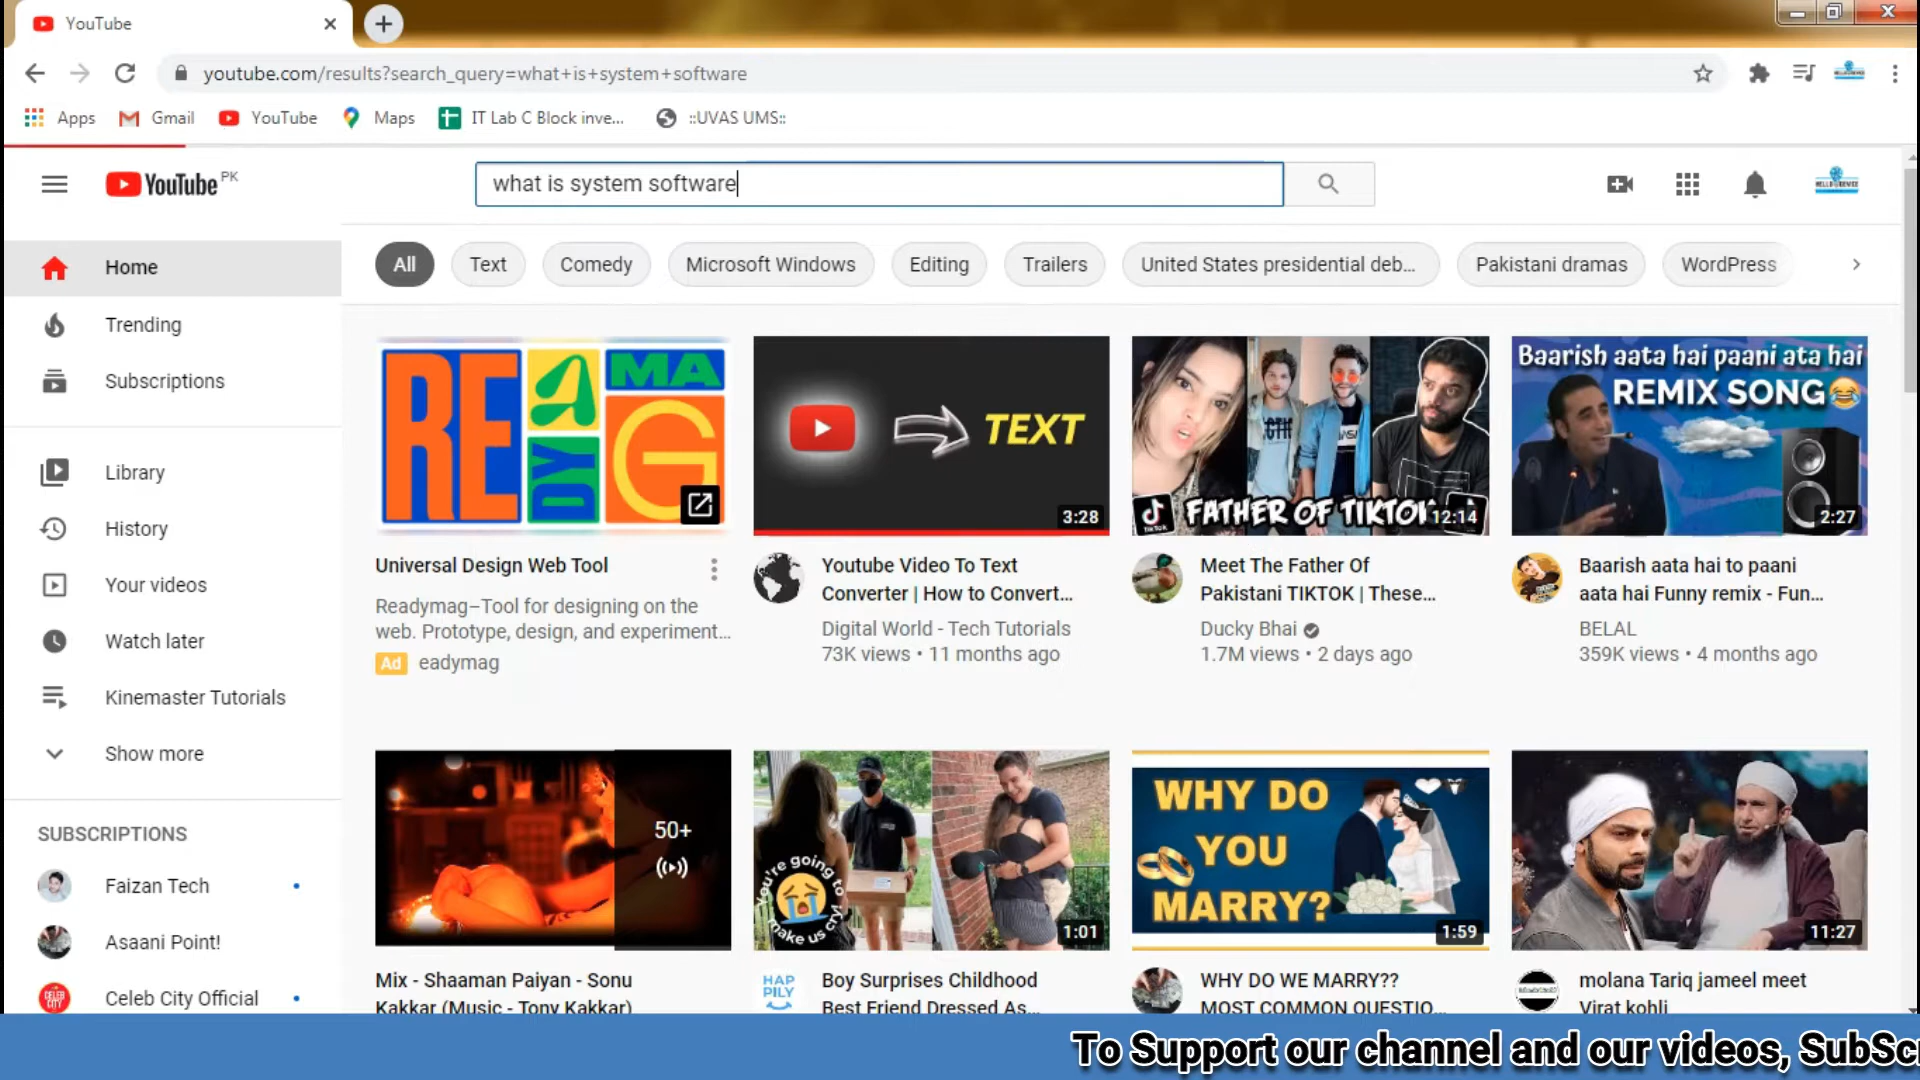 YouTube
youtube.com/results?search_query=what+is+system+software
Apps
Gmail
YouTube
Maps
IT Lab C Block inve...
::UVAS UMS::
YouTube PK
what is system software
All
Text
Comedy
Microsoft Windows
Editing
Trailers
United States presidential deb...
Pakistani dramas
WordPress
Home
Trending
Subscriptions
Library
History
Your videos
Watch later
Kinemaster Tutorials
Show more
SUBSCRIPTIONS
Faizan Tech
Asaani Point!
Celeb City Official
READYMAG
Universal Design Web Tool
Readymag–Tool for designing on the
web. Prototype, design, and experiment...
Ad eadymag
TEXT
3:28
Youtube Video To Text
Converter | How to Convert...
Digital World - Tech Tutorials
73K views • 11 months ago
FATHER OF TIKTOK
12:14
Meet The Father Of
Pakistani TIKTOK | These...
Ducky Bhai
1.7M views • 2 days ago
Baarish aata hai paani ata hai
REMIX SONG
2:27
Baarish aata hai to paani
aata hai Funny remix - Fun...
BELAL
359K views • 4 months ago
50+
Mix - Shaaman Paiyan - Sonu
Kakkar (Music - Tony Kakkar)
You're going to
make us cry!
1:01
HAP
PILY
Boy Surprises Childhood
Best Friend Dressed As...
WHY DO
YOU
MARRY?
1:59
WHY DO WE MARRY??
MOST COMMON QUESTIO...
11:27
molana Tariq jameel meet
Virat kohli
To Support our channel and our videos, SubScr